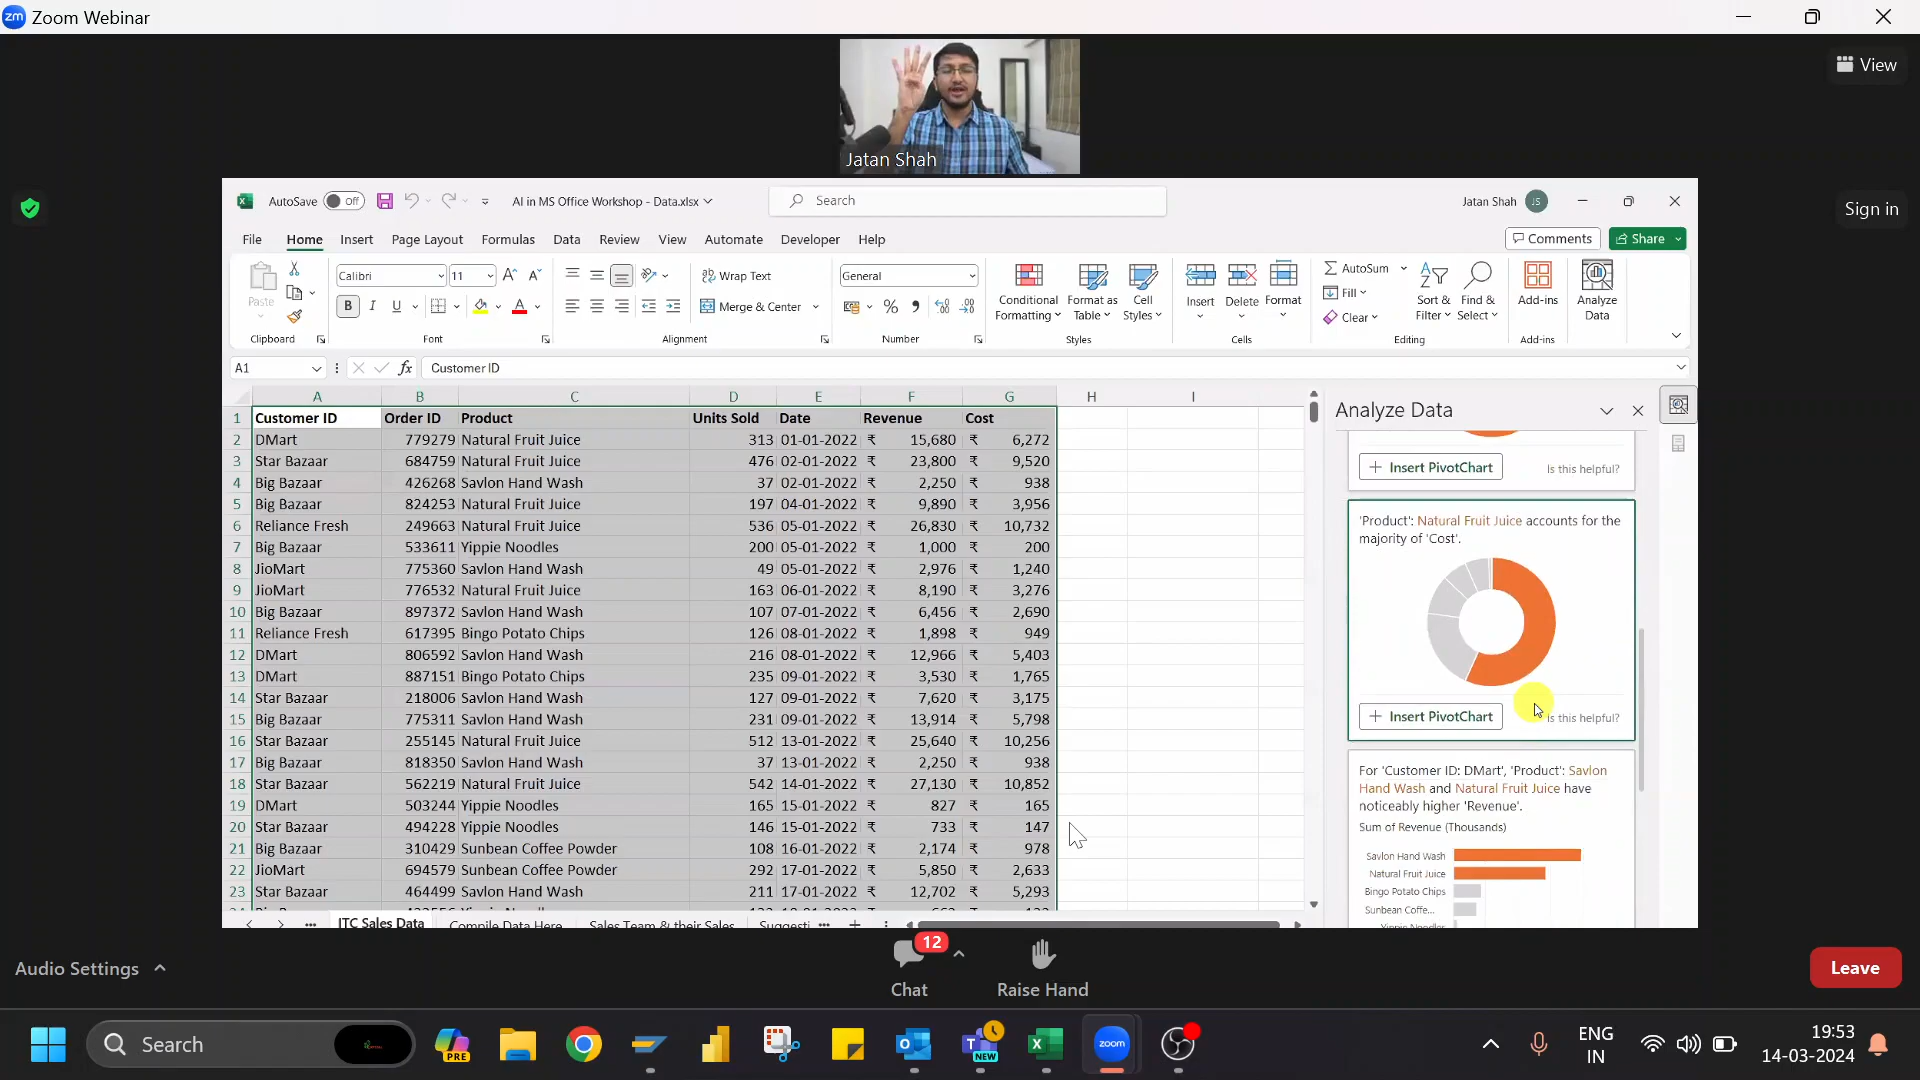 zm Zoom Webinar
View
Jatan Shah
Sign in
AutoSave Off AI in MS Office Workshop - Data.xlsx Search Jatan Shah JS
File Home Insert Page Layout Formulas Data Review View Automate Developer Help Comments Share
Paste
Clipboard
Calibri 11
B I U
Font
Wrap Text
Merge & Center
Alignment
General
%
Number
Conditional Formatting
Format as Table
Cell Styles
Styles
Insert Delete Format
Cells
AutoSum
Fill
Clear
Sort & Filter
Find & Select
Editing
Add-ins
Add-ins
Analyze Data
A1 fx Customer ID
A B C D E F G H I
1 Customer ID Order ID Product Units Sold Date Revenue Cost
2 DMart 779279 Natural Fruit Juice 313 01-01-2022 ₹ 15,680 ₹ 6,272
3 Star Bazaar 684759 Natural Fruit Juice 476 02-01-2022 ₹ 23,800 ₹ 9,520
4 Big Bazaar 426268 Savlon Hand Wash 37 02-01-2022 ₹ 2,250 ₹ 938
5 Big Bazaar 824253 Natural Fruit Juice 197 04-01-2022 ₹ 9,890 ₹ 3,956
6 Reliance Fresh 249663 Natural Fruit Juice 536 05-01-2022 ₹ 26,830 ₹ 10,732
7 Big Bazaar 533611 Yippie Noodles 200 05-01-2022 ₹ 1,000 ₹ 200
8 JioMart 775360 Savlon Hand Wash 49 05-01-2022 ₹ 2,976 ₹ 1,240
9 JioMart 776532 Natural Fruit Juice 163 06-01-2022 ₹ 8,190 ₹ 3,276
10 Big Bazaar 897372 Savlon Hand Wash 107 07-01-2022 ₹ 6,456 ₹ 2,690
11 Reliance Fresh 617395 Bingo Potato Chips 126 08-01-2022 ₹ 1,898 ₹ 949
12 DMart 806592 Savlon Hand Wash 216 08-01-2022 ₹ 12,966 ₹ 5,403
13 DMart 887151 Bingo Potato Chips 235 09-01-2022 ₹ 3,530 ₹ 1,765
14 Star Bazaar 218006 Savlon Hand Wash 127 09-01-2022 ₹ 7,620 ₹ 3,175
15 Big Bazaar 775311 Savlon Hand Wash 231 09-01-2022 ₹ 13,914 ₹ 5,798
16 Star Bazaar 255145 Natural Fruit Juice 512 13-01-2022 ₹ 25,640 ₹ 10,256
17 Big Bazaar 818350 Savlon Hand Wash 37 13-01-2022 ₹ 2,250 ₹ 938
18 Star Bazaar 562219 Natural Fruit Juice 542 14-01-2022 ₹ 27,130 ₹ 10,852
19 DMart 503244 Yippie Noodles 165 15-01-2022 ₹ 827 ₹ 165
20 Star Bazaar 494228 Yippie Noodles 146 15-01-2022 ₹ 733 ₹ 147
21 Big Bazaar 310429 Sunbean Coffee Powder 108 16-01-2022 ₹ 2,174 ₹ 978
22 JioMart 694579 Sunbean Coffee Powder 292 17-01-2022 ₹ 5,850 ₹ 2,633
23 Star Bazaar 464499 Savlon Hand Wash 211 17-01-2022 ₹ 12,702 ₹ 5,293
ITC Sales Data Compile Data Here Sales Team & their Sales Suggesti ...
Analyze Data
+ Insert PivotChart Is this helpful?
'Product': Natural Fruit Juice accounts for the
majority of 'Cost'.
+ Insert PivotChart Is this helpful?
For 'Customer ID: DMart', 'Product': Savlon
Hand Wash and Natural Fruit Juice have
noticeably higher 'Revenue'.
Sum of Revenue (Thousands)
Savlon Hand Wash
Natural Fruit Juice
Bingo Potato Chips
Sunbean Coffe...
Yippie Noodles
Audio Settings
12
Chat
Raise Hand
Leave
Search
PRE
NEW
zoom
ENG
IN
19:53
14-03-2024